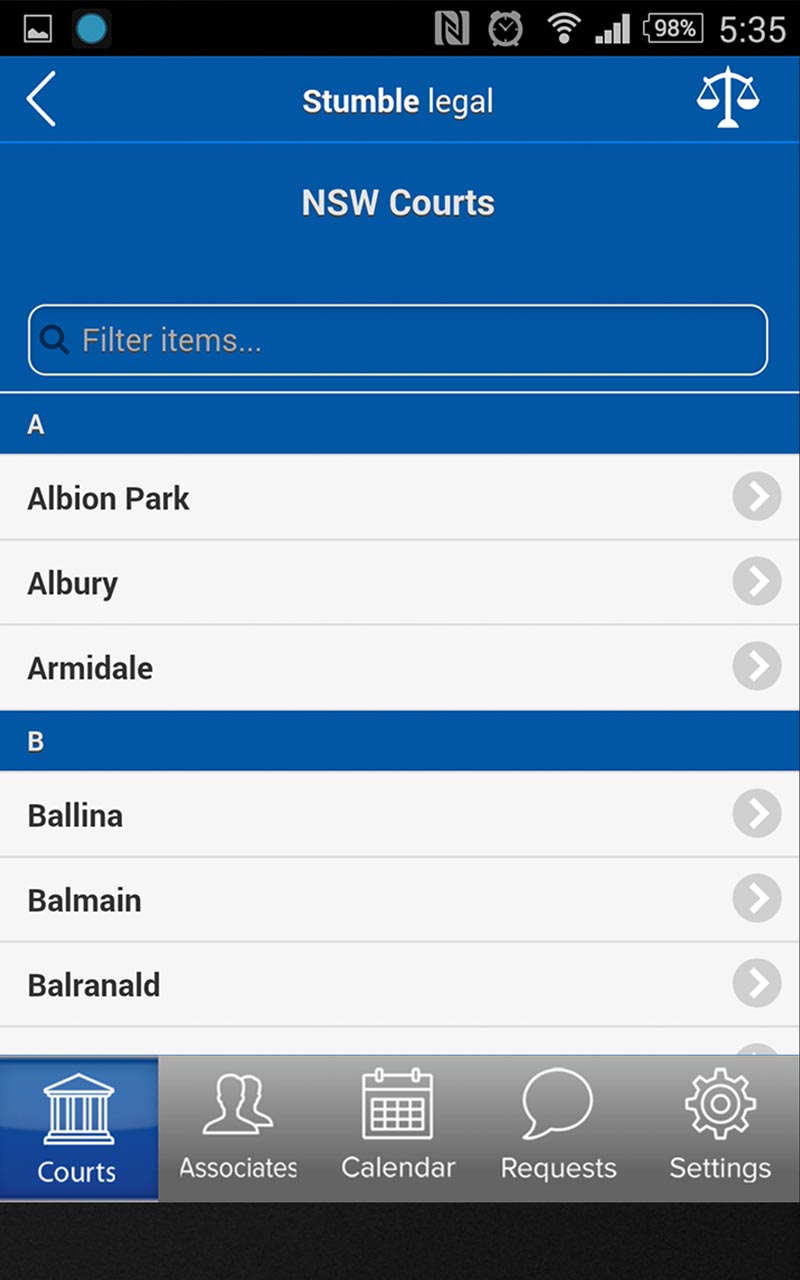 98% 5:35
Stumble legal
NSW Courts
Filter items...
A
Albion Park
Albury
Armidale
B
Ballina
Balmain
Balranald
Courts Associates Calendar Requests Settings